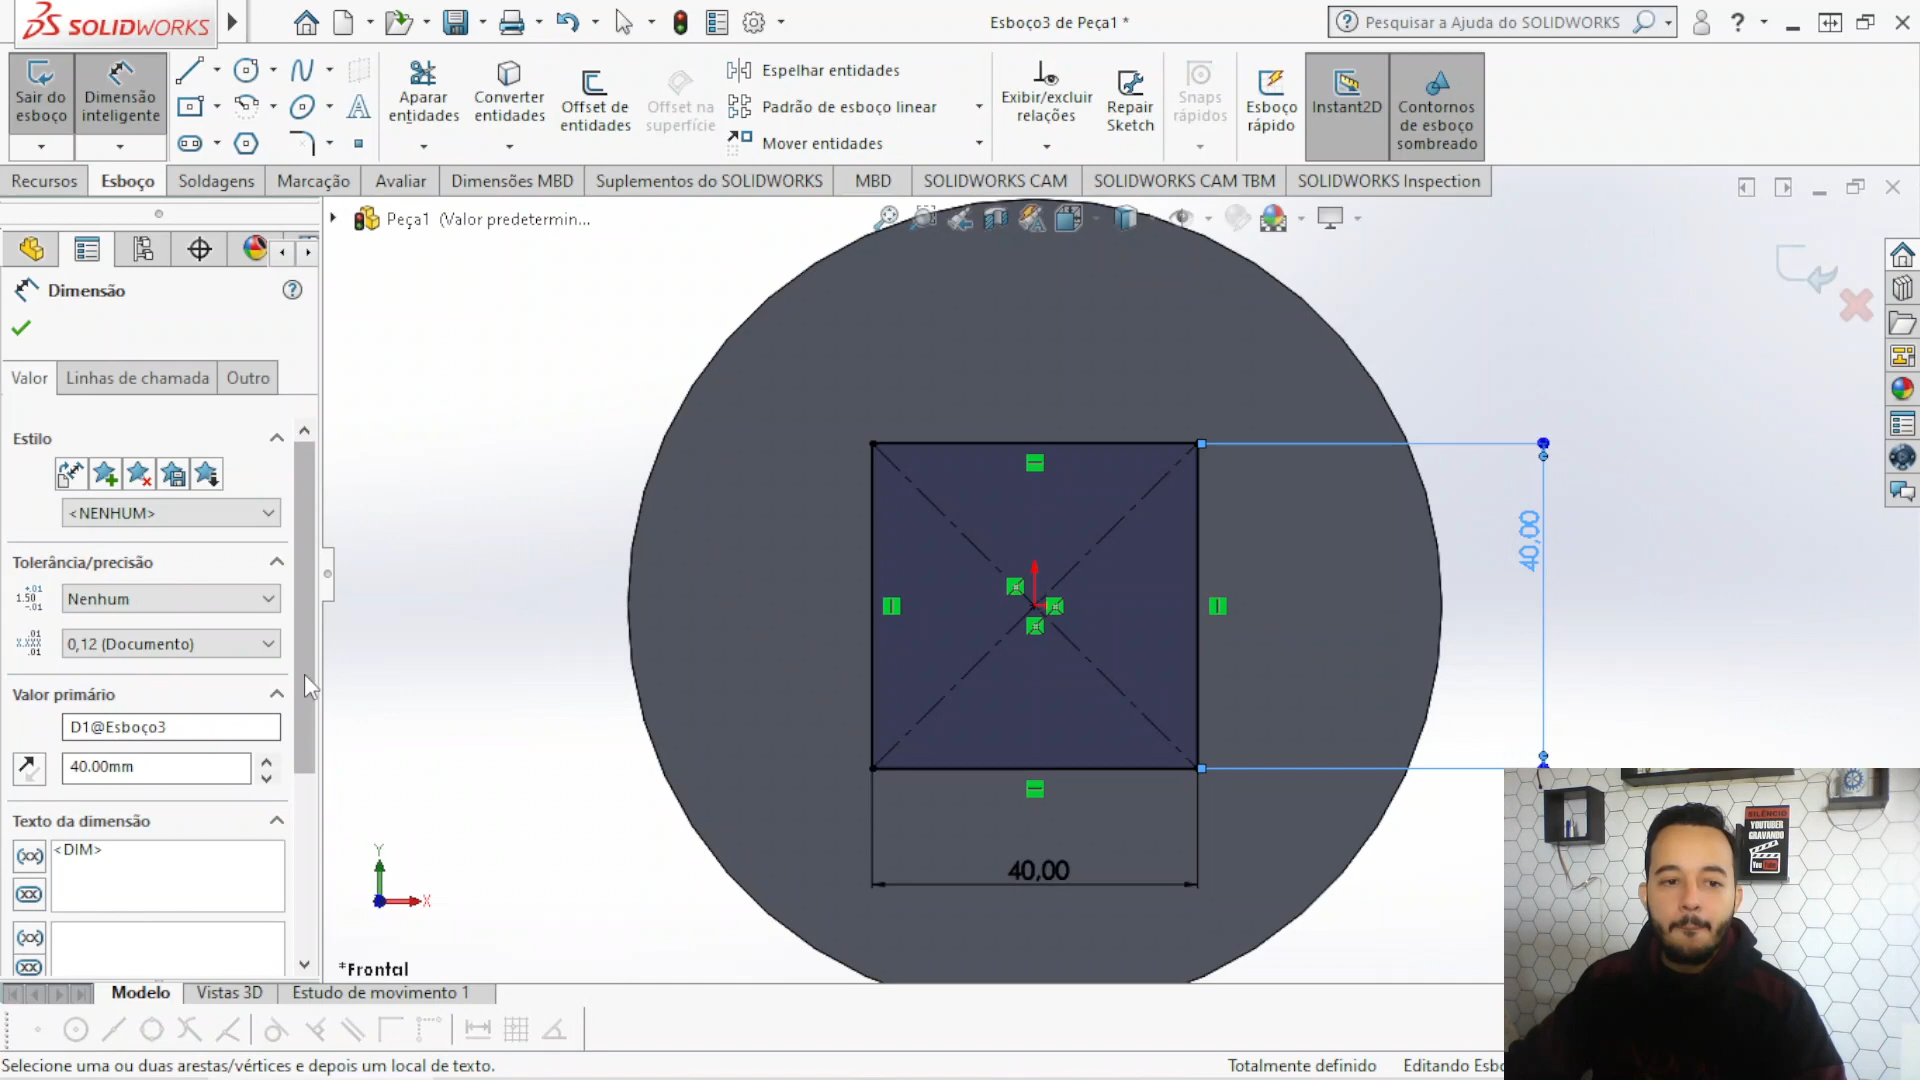 SOLIDWORKS
Esboço3 de Peça1 *
Pesquisar a Ajuda do SOLIDWORKS
Sair do esboço
Dimensão inteligente
Aparar entidades
Converter entidades
Offset de entidades
Offset na superfície
Espelhar entidades
Padrão de esboço linear
Mover entidades
Exibir/excluir relações
Repair Sketch
Snaps rápidos
Esboço rápido
Instant2D
Contornos de esboço sombreado
Recursos
Esboço
Soldagens
Marcação
Avaliar
Dimensões MBD
Suplementos do SOLIDWORKS
MBD
SOLIDWORKS CAM
SOLIDWORKS CAM TBM
SOLIDWORKS Inspection
Peça1 (Valor predetermin...
Dimensão
Valor
Linhas de chamada
Outro
Estilo
<NENHUM>
Tolerância/precisão
Nenhum
0,12 (Documento)
Valor primário
D1@Esboço3
40.00mm
Texto da dimensão
<DIM>
40,00
40,00
Y
X
*Frontal
SILÊNCIO
YOUTUBER
GRAVANDO
You
Modelo
Vistas 3D
Estudo de movimento 1
Selecione uma ou duas arestas/vértices e depois um local de texto.
Totalmente definido
Editando Esbo